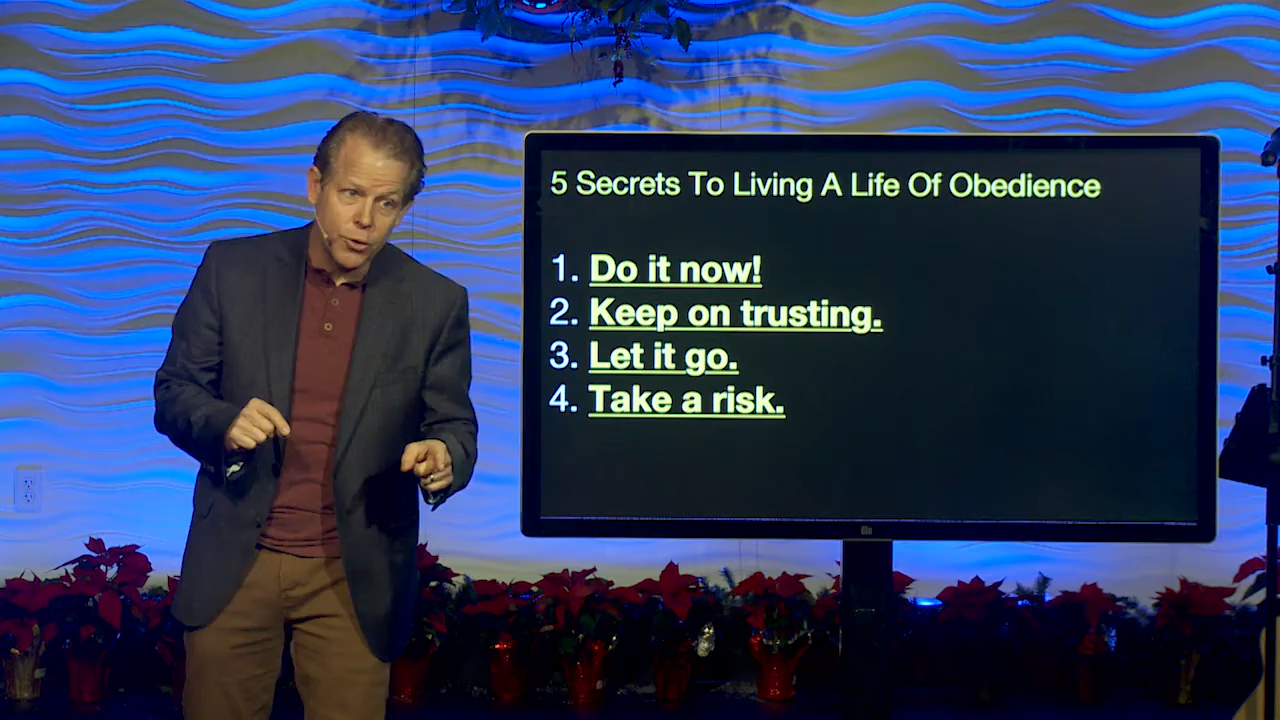 5 Secrets To Living A Life Of Obedience
1. Do it now!
2. Keep on trusting.
3. Let it go.
4. Take a risk.